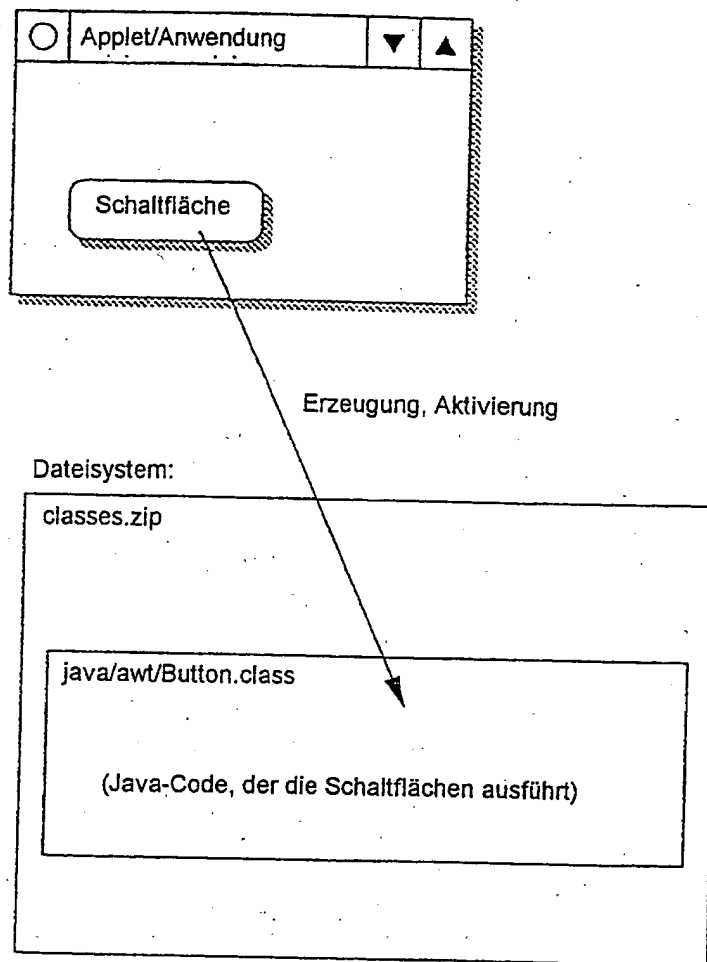 Applet/Anwendung
Schaltfläche
Erzeugung, Aktivierung
Dateisystem:
classes.zip
java/awt/Button.class
(Java-Code, der die Schaltflächen ausführt)